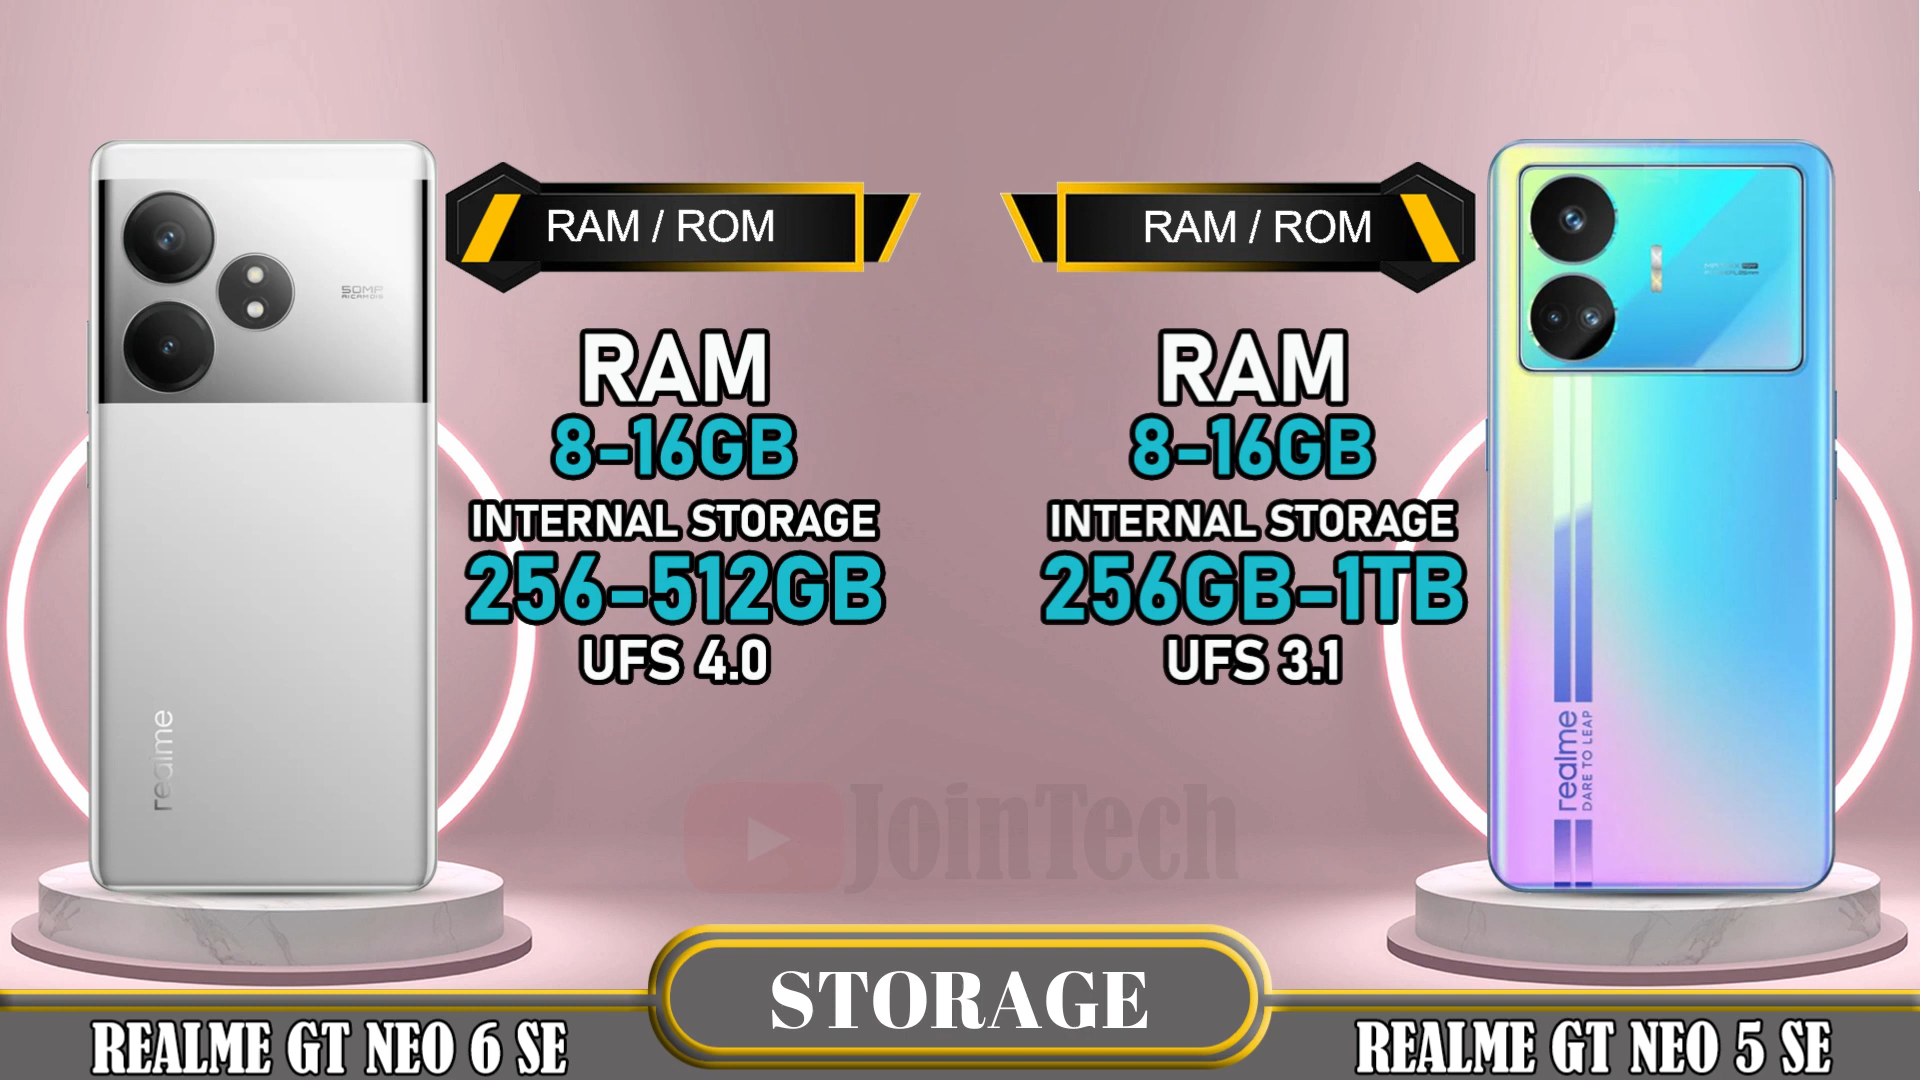 RAM / ROM
RAM
8-16GB
INTERNAL STORAGE
256-512GB
UFS 4.0
RAM / ROM
RAM
8-16GB
INTERNAL STORAGE
256GB-1TB
UFS 3.1
50MP
realme
realme
DARE TO LEAP
JoinTech
STORAGE
REALME GT NEO 6 SE
REALME GT NEO 5 SE